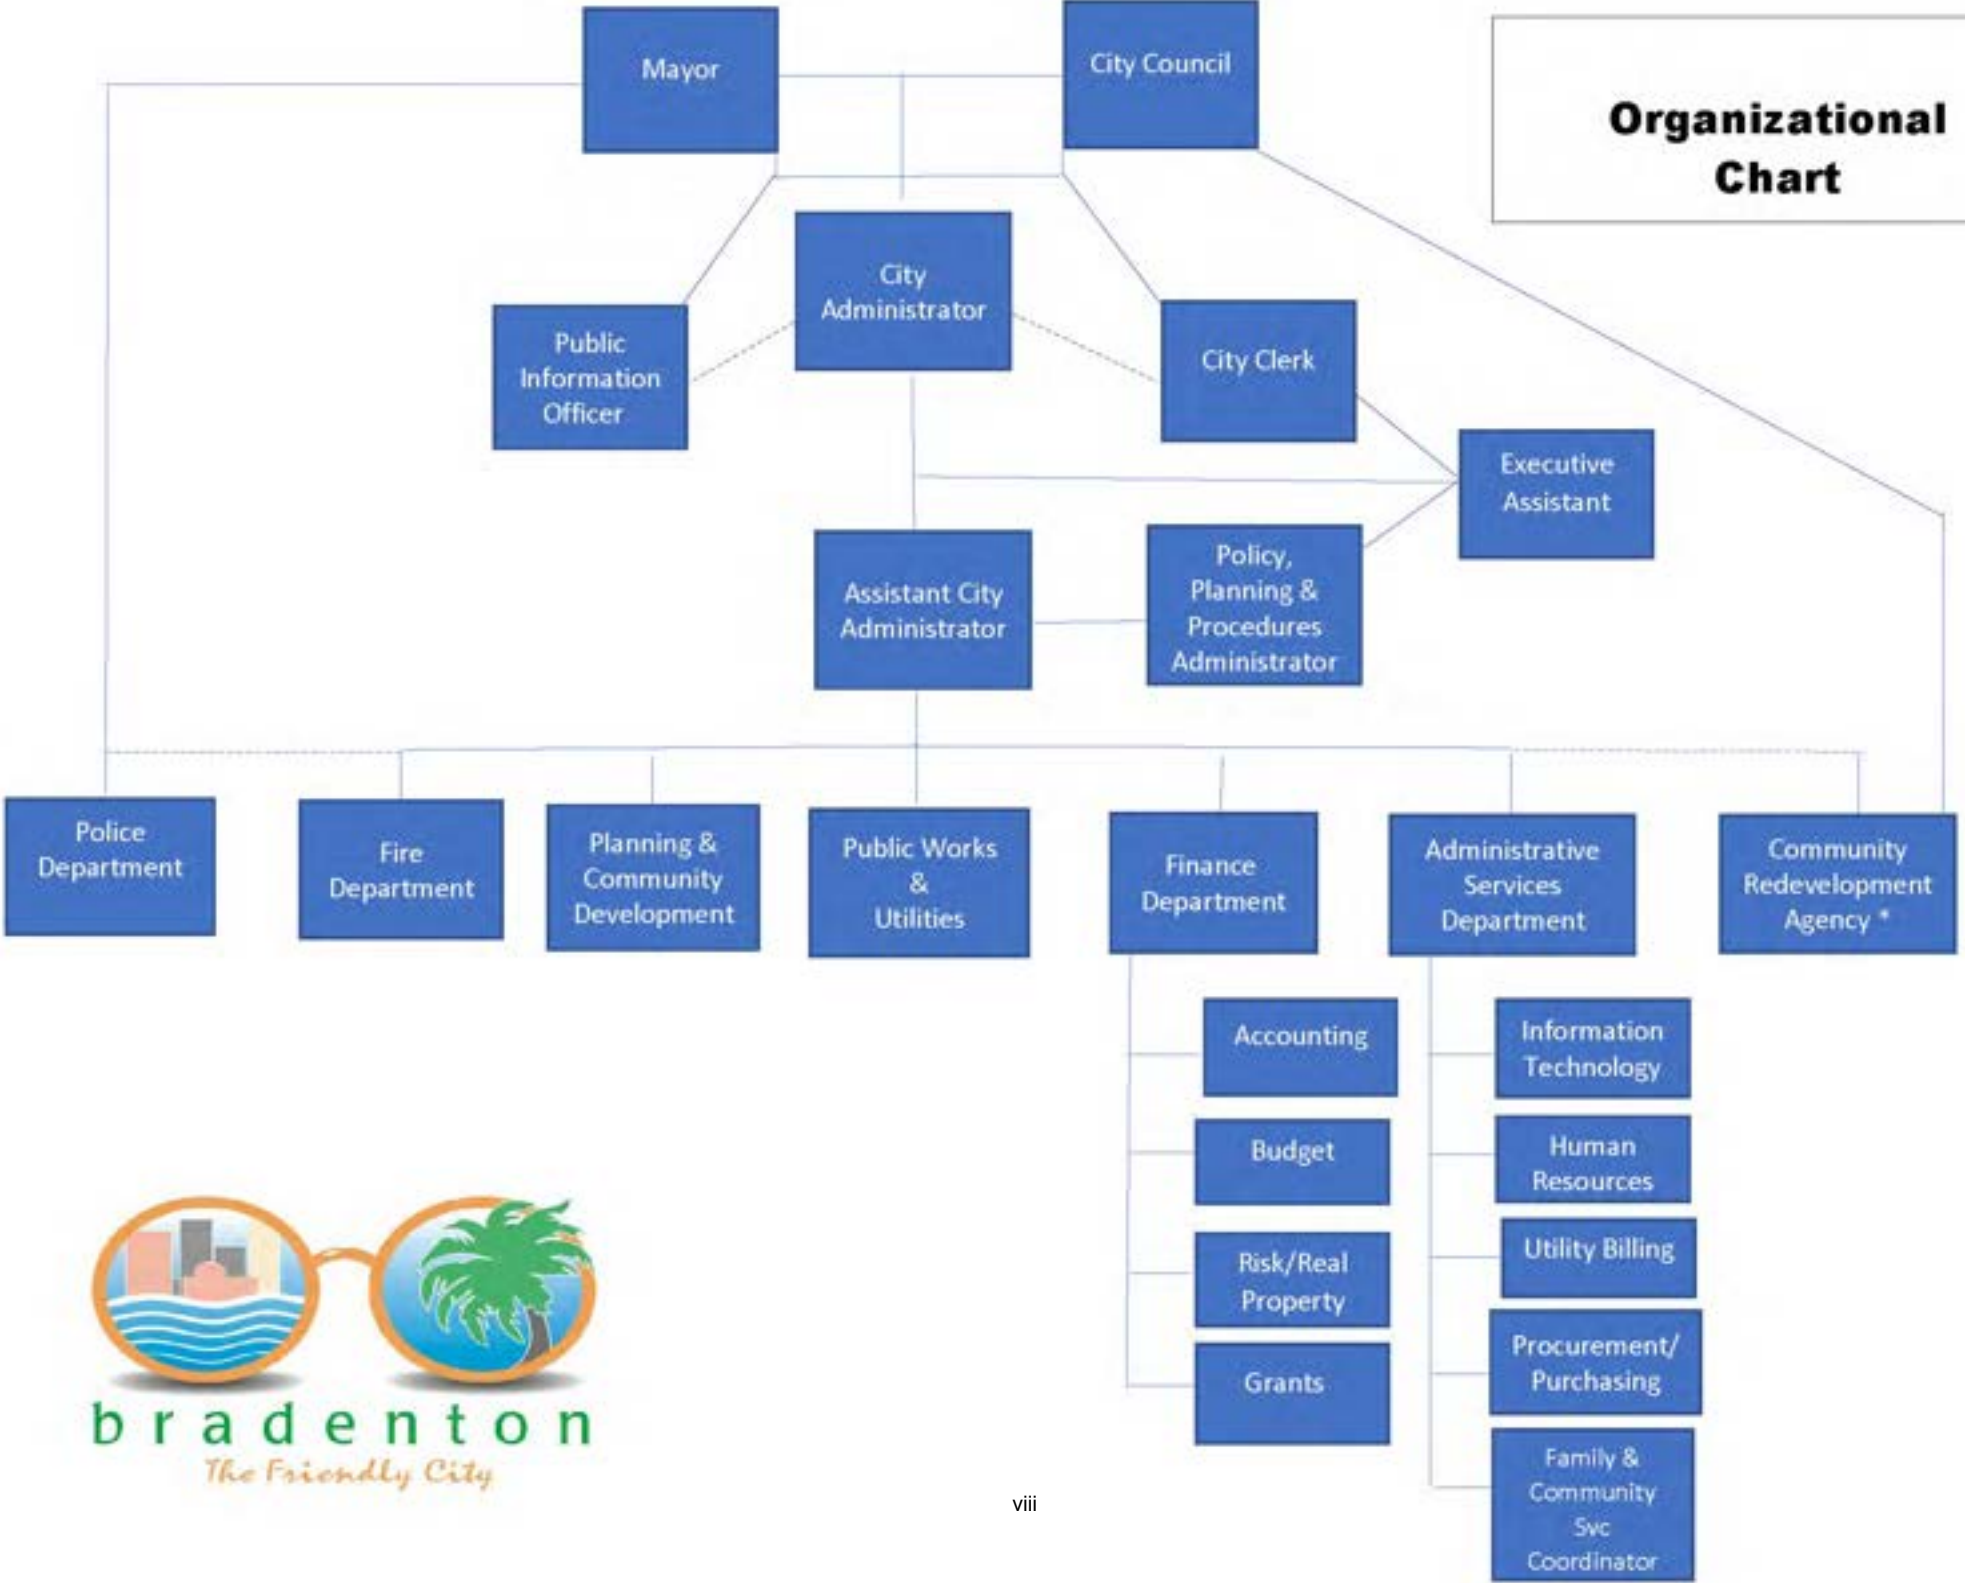 Mayor
City Council
Organizational
Chart
City
Administrator
Public
Information
Officer
City Clerk
Executive
Assistant
Assistant City
Administrator
Policy,
Planning &
Procedures
Administrator
Police
Department
Fire
Department
Planning &
Community
Development
Public Works
&
Utilities
Finance
Department
Administrative
Services
Department
Community
Redevelopment
Agency *
Accounting
Budget
Risk/Real
Property
Grants
Information
Technology
Human
Resources
Utility Billing
Procurement/
Purchasing
Family &
Community
Svc
Coordinator
bradenton
The Friendly City
viii